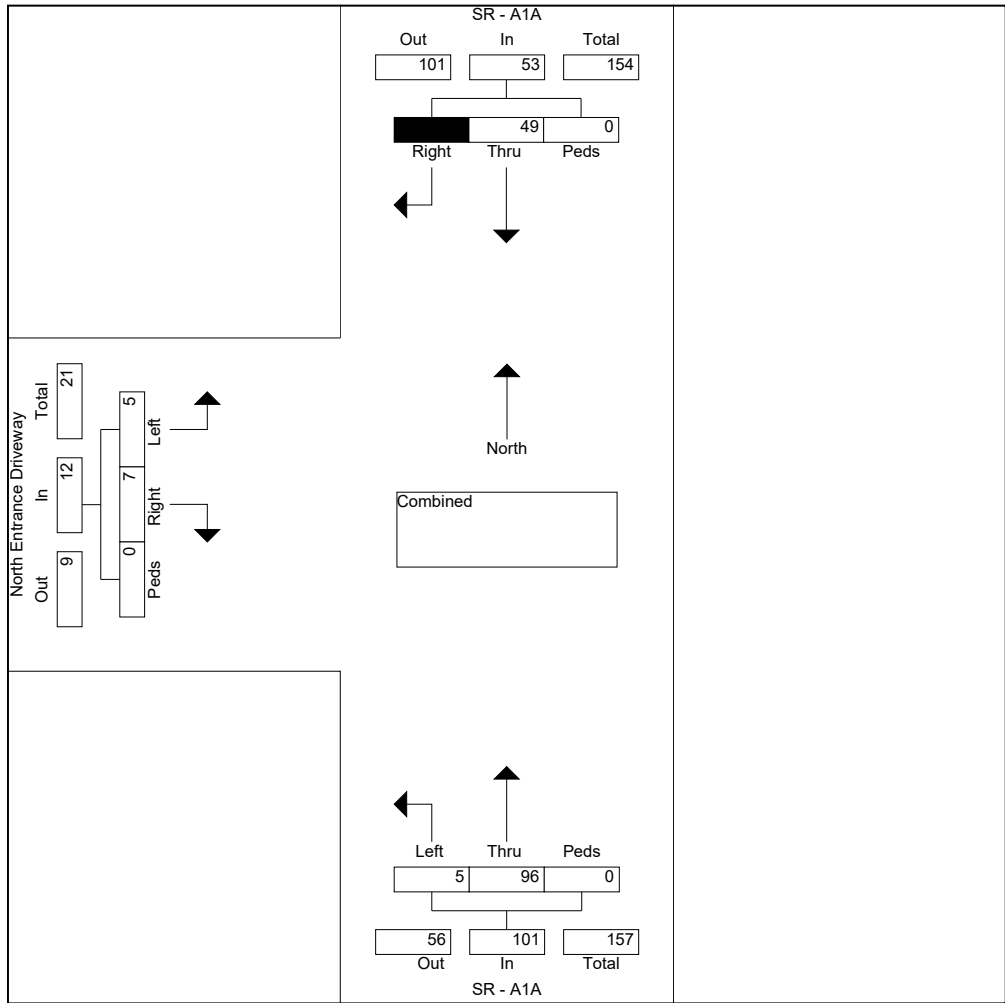 SR - A1A
Out In Total
101 53 154
49 0
Right Thru Peds
North Entrance Driveway
Out In Total
9 12 21
0 7 5
Peds Right Left
North
Combined
Left Thru Peds
5 96 0
56 101 157
Out In Total
SR - A1A